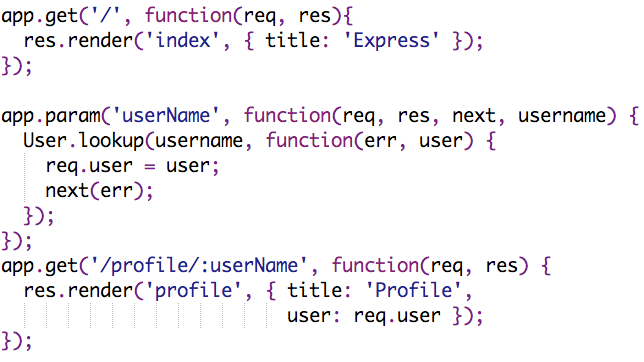 app.get('/', function(req, res){
  res.render('index', { title: 'Express' });
});

app.param('userName', function(req, res, next, username) {
  User.lookup(username, function(err, user) {
    req.user = user;
    next(err);
  });
});
app.get('/profile/:userName', function(req, res) {
  res.render('profile', { title: 'Profile',
                          user: req.user });
});